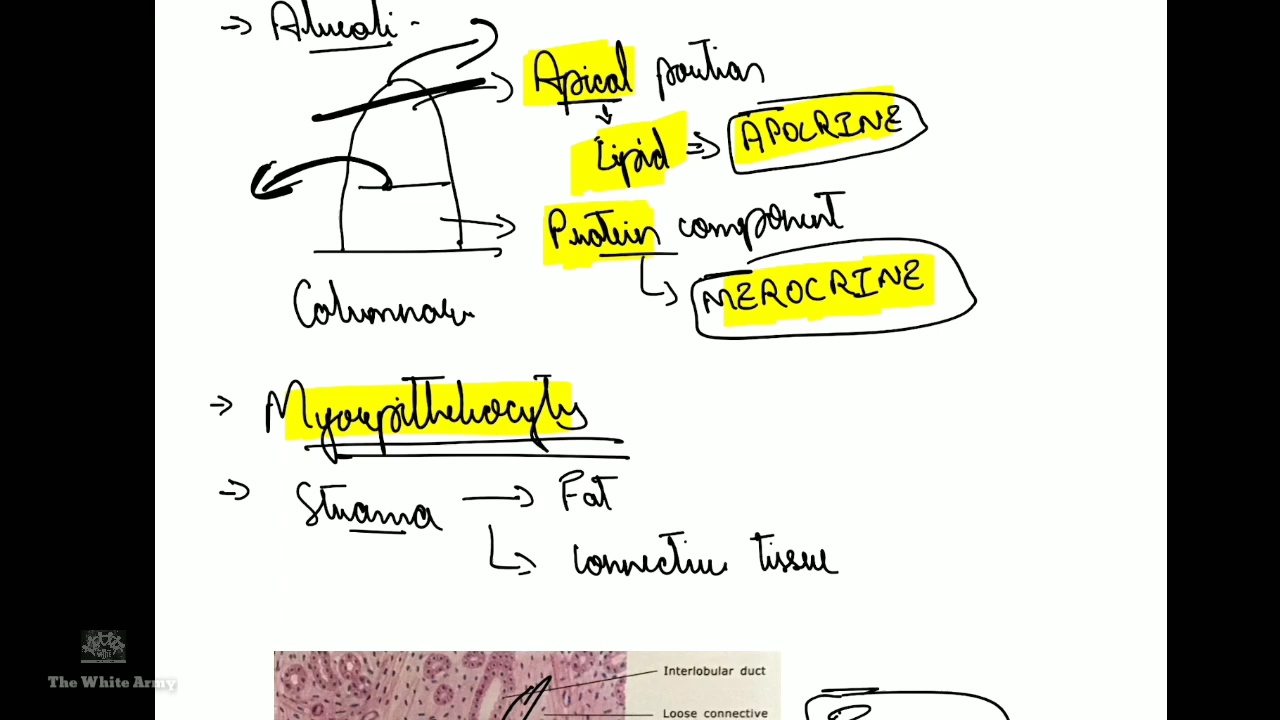 ⇒ Alveoli -
Apical portion
Lipid ⇒ APOCRINE
Protein component
MEROCRINE
Columnar
→ Myoepitheliocyts
⇒ Stroma → Fat
connective tissue
The White Army
Interlobular duct
Loose connective